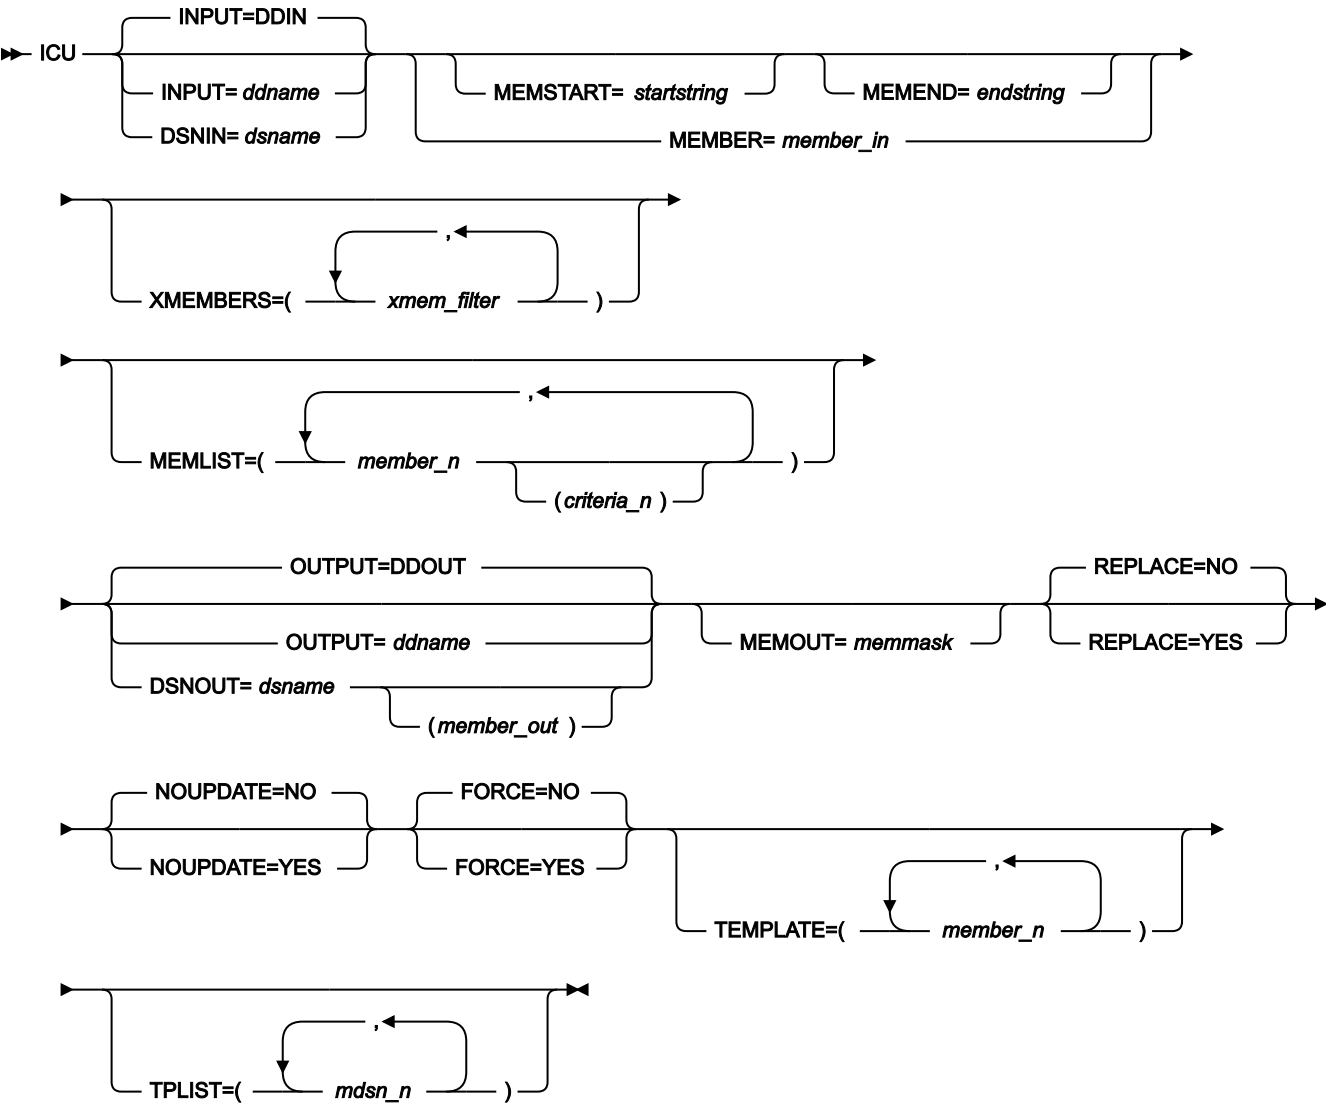 INPUT=DDIN
ICU
INPUT= ddname
DSNIN= dsname
MEMSTART= startstring
MEMEND= endstring
MEMBER= member_in
,
XMEMBERS=( xmem_filter )
,
MEMLIST=( member_n )
(criteria_n )
OUTPUT=DDOUT
OUTPUT= ddname
DSNOUT= dsname
(member_out )
MEMOUT= memmask
REPLACE=NO
REPLACE=YES
NOUPDATE=NO
NOUPDATE=YES
FORCE=NO
FORCE=YES
,
TEMPLATE=( member_n )
,
TPLIST=( mdsn_n )